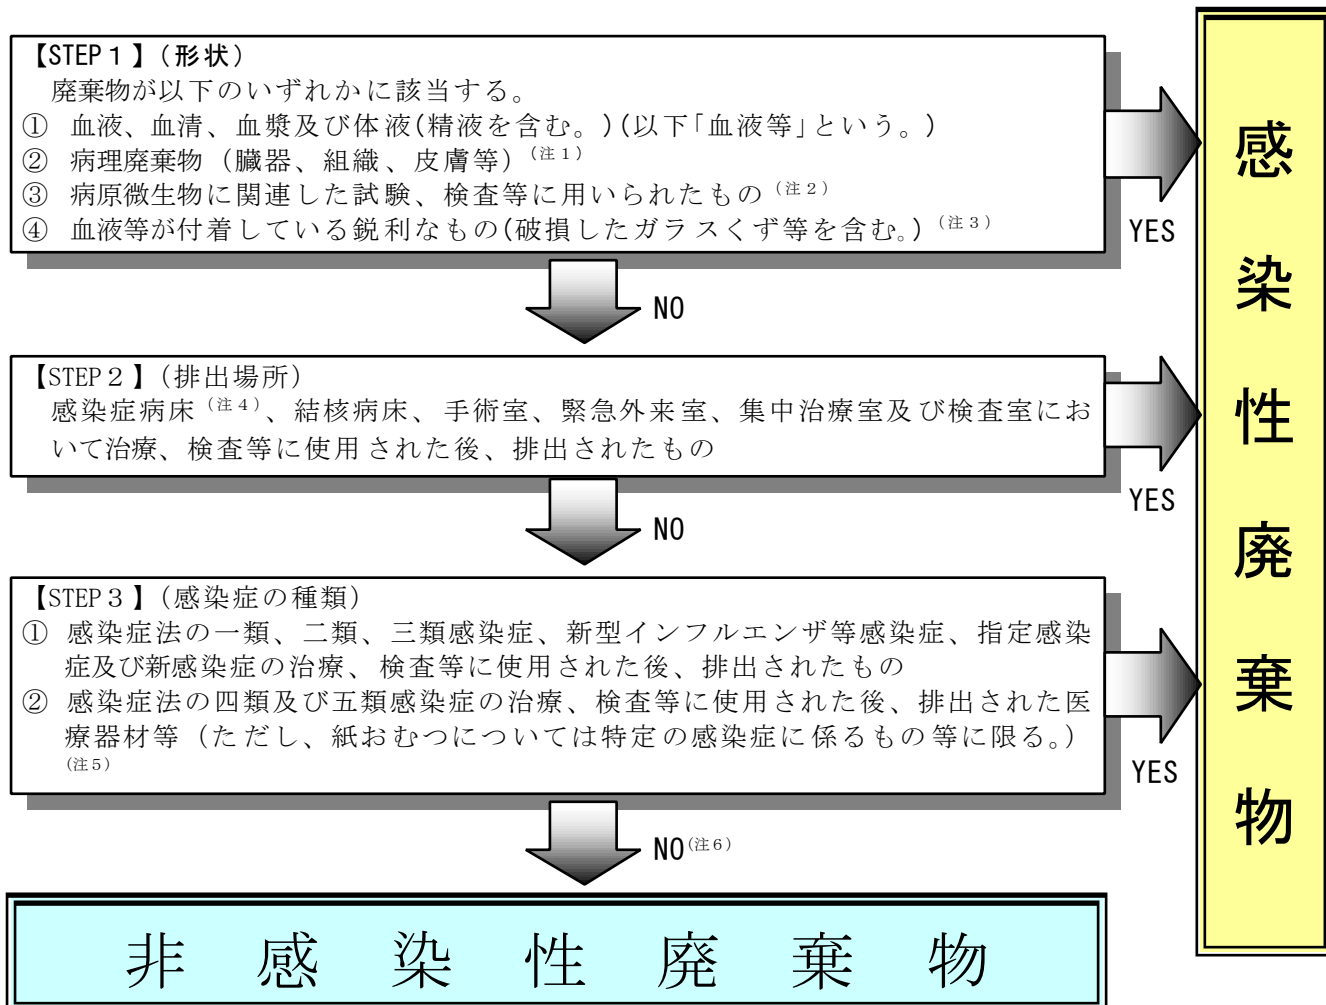 【STEP１】(形状)
廃棄物が以下のいずれかに該当する。
① 血液、血清、血漿及び体液(精液を含む。)(以下「血液等」という。)
② 病理廃棄物（臓器、組織、皮膚等）(注１)
③ 病原微生物に関連した試験、検査等に用いられたもの(注２)
④ 血液等が付着している鋭利なもの(破損したガラスくず等を含む。)(注３)
YES
NO
【STEP２】(排出場所)
感染症病床(注４)、結核病床、手術室、緊急外来室、集中治療室及び検査室にお
いて治療、検査等に使用された後、排出されたもの
YES
NO
【STEP３】(感染症の種類)
① 感染症法の一類、二類、三類感染症、新型インフルエンザ等感染症、指定感染
症及び新感染症の治療、検査等に使用された後、排出されたもの
② 感染症法の四類及び五類感染症の治療、検査等に使用された後、排出された医
療器材等（ただし、紙おむつについては特定の感染症に係るもの等に限る。）
(注５)
YES
NO(注６)
非感染性廃棄物
感染性廃棄物